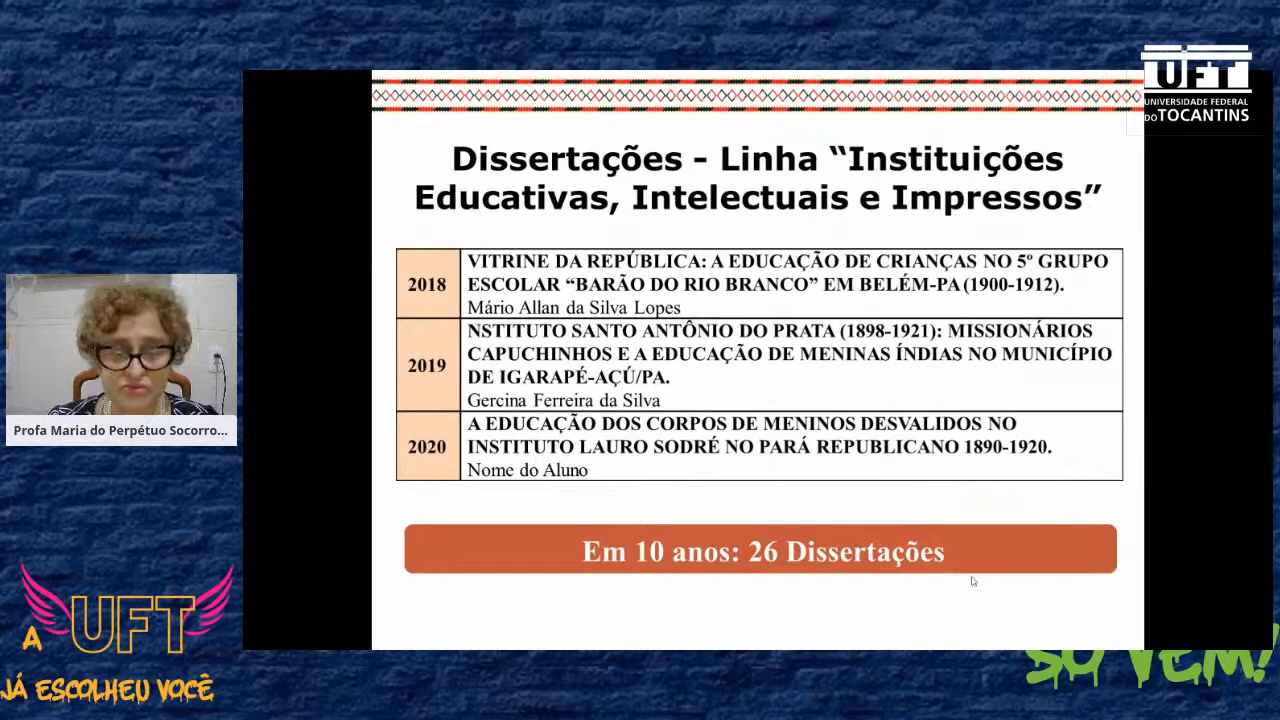 UFT
UNIVERSIDADE FEDERAL
DO TOCANTINS
Dissertações - Linha “Instituições
Educativas, Intelectuais e Impressos”
2018
VITRINE DA REPÚBLICA: A EDUCAÇÃO DE CRIANÇAS NO 5º GRUPO
ESCOLAR “BARÃO DO RIO BRANCO” EM BELÉM-PA (1900-1912).
Mário Allan da Silva Lopes
2019
NSTITUTO SANTO ANTÔNIO DO PRATA (1898-1921): MISSIONÁRIOS
CAPUCHINHOS E A EDUCAÇÃO DE MENINAS ÍNDIAS NO MUNICÍPIO
DE IGARAPÉ-AÇÚ/PA.
Gercina Ferreira da Silva
2020
A EDUCAÇÃO DOS CORPOS DE MENINOS DESVALIDOS NO
INSTITUTO LAURO SODRÉ NO PARÁ REPUBLICANO 1890-1920.
Nome do Aluno
Em 10 anos: 26 Dissertações
Profa Maria do Perpétuo Socorro...
A UFT
JÁ ESCOLHEU VOCÊ
SÓ VEM!